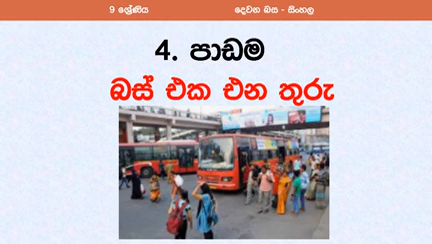 9 ශ්‍රේණිය
දෙවන බස - සිංහල
4. පාඩම
බස් එක එන තුරු